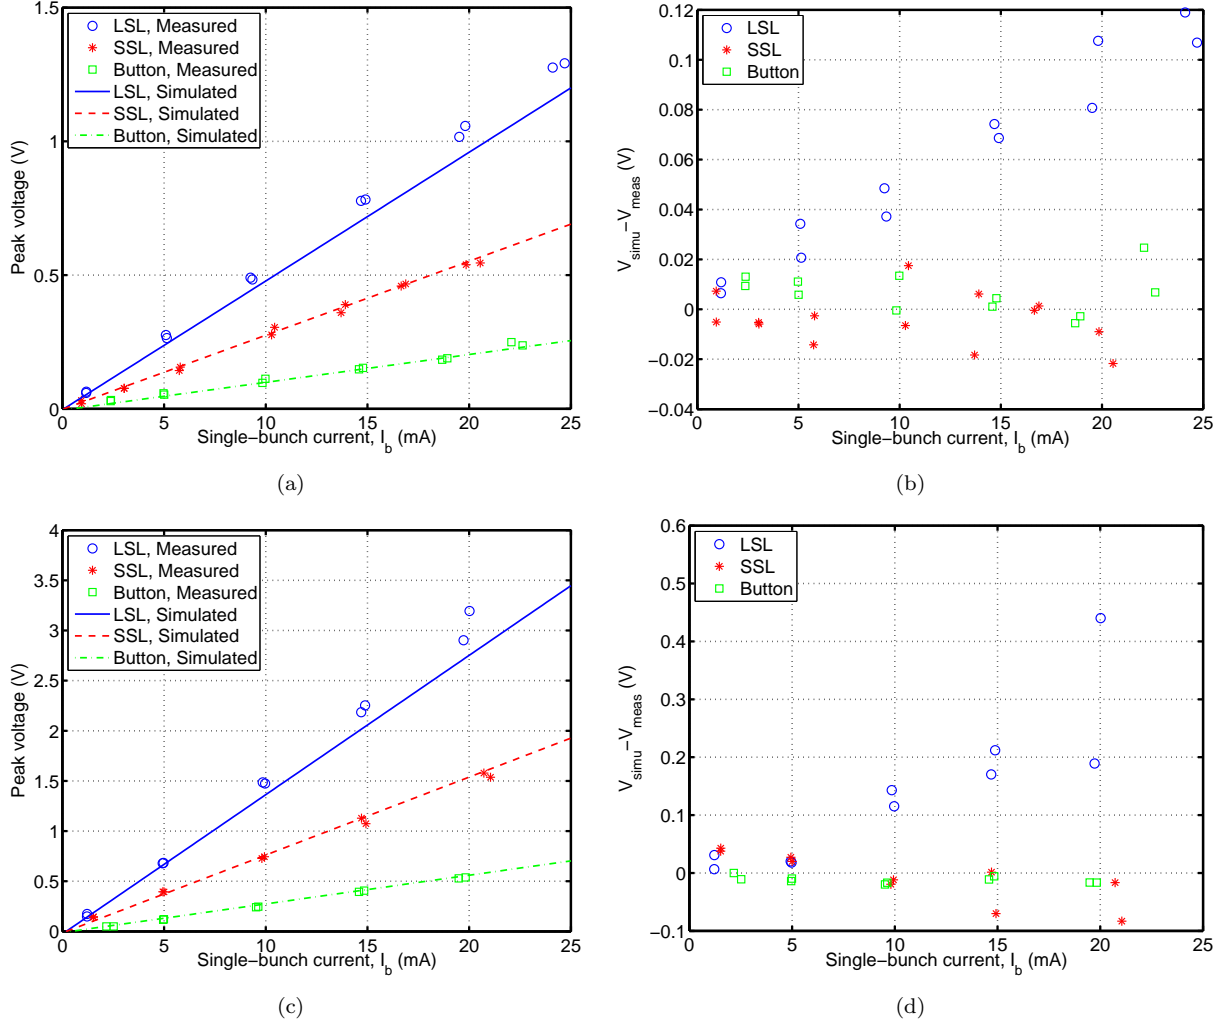 LSL, Measured
SSL, Measured
Button, Measured
LSL, Simulated
SSL, Simulated
Button, Simulated
1.5
1
0.5
0
Peak voltage (V)
0 5 10 15 20 25
Single−bunch current, I_b (mA)
(a)
LSL
SSL
Button
0.12
0.1
0.08
0.06
0.04
0.02
0
−0.02
−0.04
V_simu−V_meas (V)
0 5 10 15 20 25
Single−bunch current, I_b (mA)
(b)
LSL, Measured
SSL, Measured
Button, Measured
LSL, Simulated
SSL, Simulated
Button, Simulated
4
3.5
3
2.5
2
1.5
1
0.5
0
Peak voltage (V)
0 5 10 15 20 25
Single−bunch current, I_b (mA)
(c)
LSL
SSL
Button
0.6
0.5
0.4
0.3
0.2
0.1
0
−0.1
V_simu−V_meas (V)
0 5 10 15 20 25
Single−bunch current, I_b (mA)
(d)